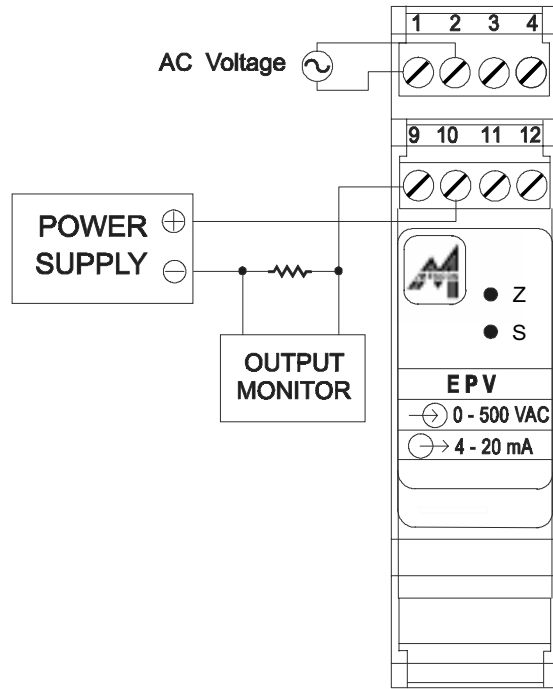 1 2 3 4
AC Voltage
9 10 11 12
POWER
SUPPLY
Z
S
OUTPUT
MONITOR
EPV
0 - 500 VAC
4 - 20 mA